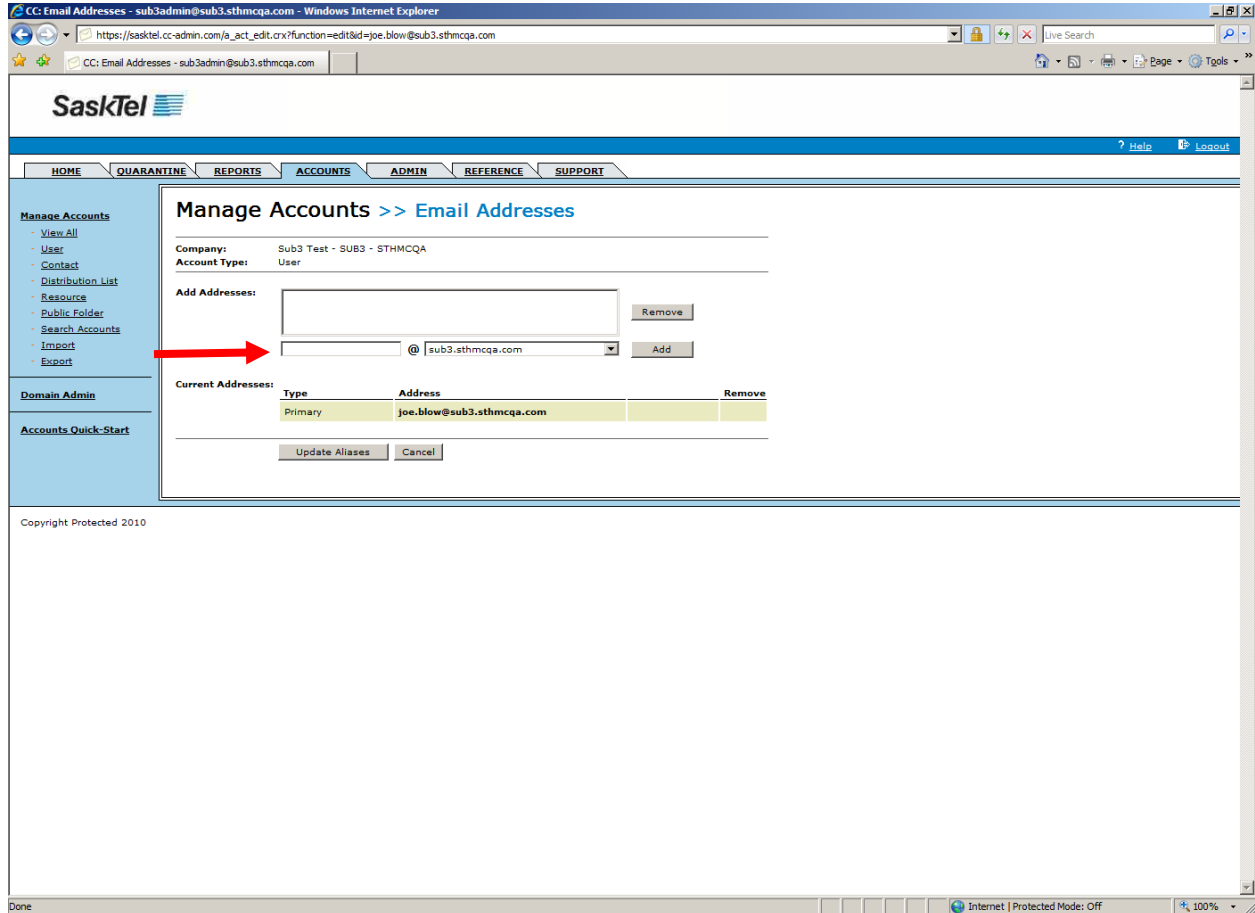 CC: Email Addresses - sub3admin@sub3.sthmcqa.com - Windows Internet Explorer
https://sasktel.cc-admin.com/a_act_edit.crx?function=edit&id=joe.blow@sub3.sthmcqa.com
Live Search
CC: Email Addresses - sub3admin@sub3.sthmcqa.com
Page
Tools
SaskTel
? Help
Logout
HOME QUARANTINE REPORTS ACCOUNTS ADMIN REFERENCE SUPPORT
Manage Accounts
- View All
- User
- Contact
- Distribution List
- Resource
- Public Folder
- Search Accounts
- Import
- Export
Domain Admin
Accounts Quick-Start
Manage Accounts >> Email Addresses
Company: Sub3 Test - SUB3 - STHMCQA
Account Type: User
Add Addresses:
Remove
@ sub3.sthmcqa.com Add
Current Addresses:
Type Address Remove
Primary joe.blow@sub3.sthmcqa.com
Update Aliases Cancel
Copyright Protected 2010
Done
Internet | Protected Mode: Off
100%